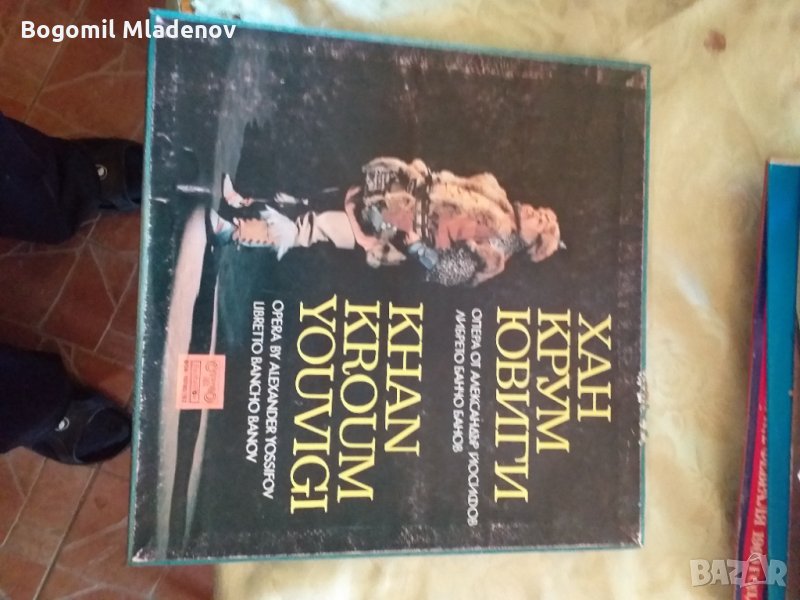 Bogomil Mladenov
ХАН
КРУМ
ЮВИГИ
ОПЕРА ОТ АЛЕКСАНДЪР ЙОСИФОВ
ЛИБРЕТО БАНЧО БАНОВ
KHAN
KROUM
YOUVIGI
OPERA BY ALEXANDER YOSSIFOV
LIBRETTO BANCHO BANOV
BAZAR